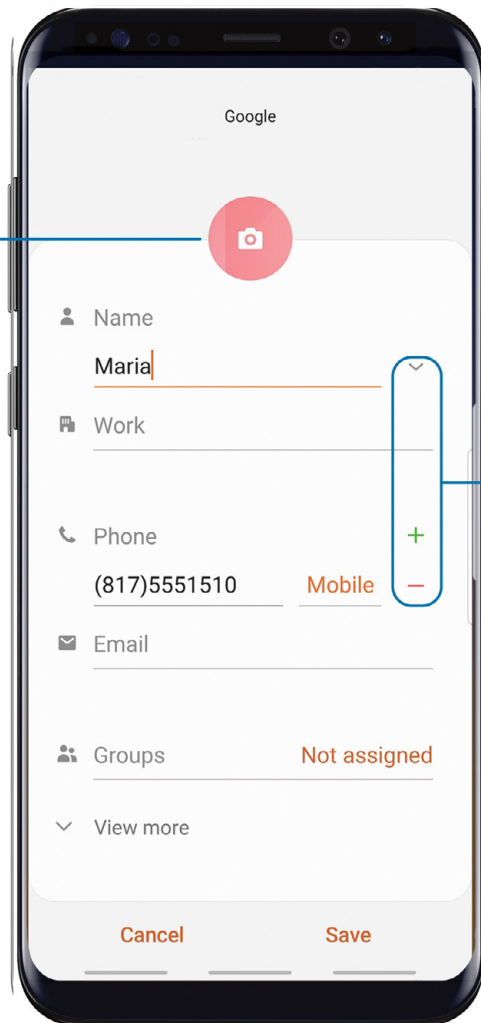 Google
Name
Maria
Work
Phone
(817)5551510 Mobile
Email
Groups Not assigned
View more
Cancel Save